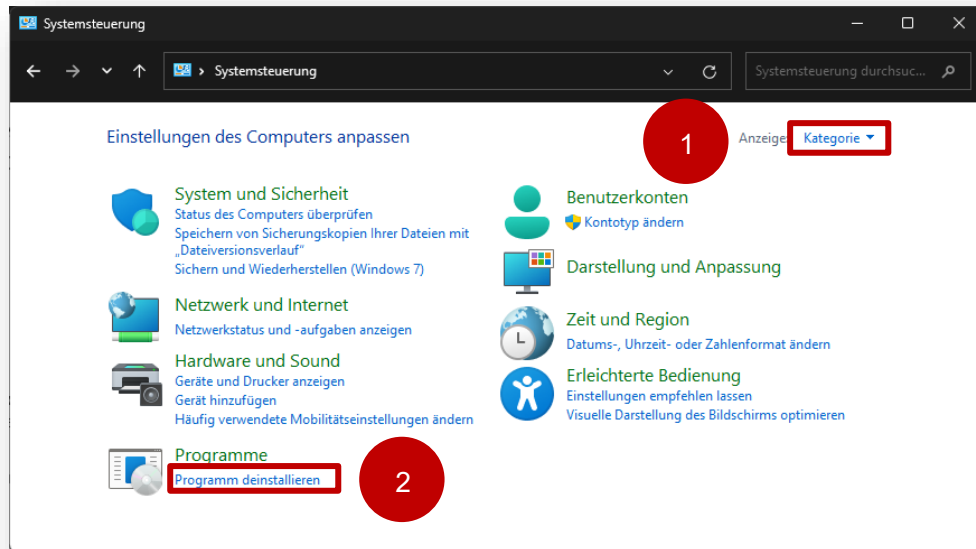 Systemsteuerung
Systemsteuerung
Systemsteuerung durchsuc...
Einstellungen des Computers anpassen
1
Anzeige:
Kategorie
System und Sicherheit
Status des Computers überprüfen
Speichern von Sicherungskopien Ihrer Dateien mit
„Dateiversionsverlauf“
Sichern und Wiederherstellen (Windows 7)
Netzwerk und Internet
Netzwerkstatus und -aufgaben anzeigen
Hardware und Sound
Geräte und Drucker anzeigen
Gerät hinzufügen
Häufig verwendete Mobilitätseinstellungen ändern
Programme
Programm deinstallieren
2
Benutzerkonten
Kontotyp ändern
Darstellung und Anpassung
Zeit und Region
Datums-, Uhrzeit- oder Zahlenformat ändern
Erleichterte Bedienung
Einstellungen empfehlen lassen
Visuelle Darstellung des Bildschirms optimieren